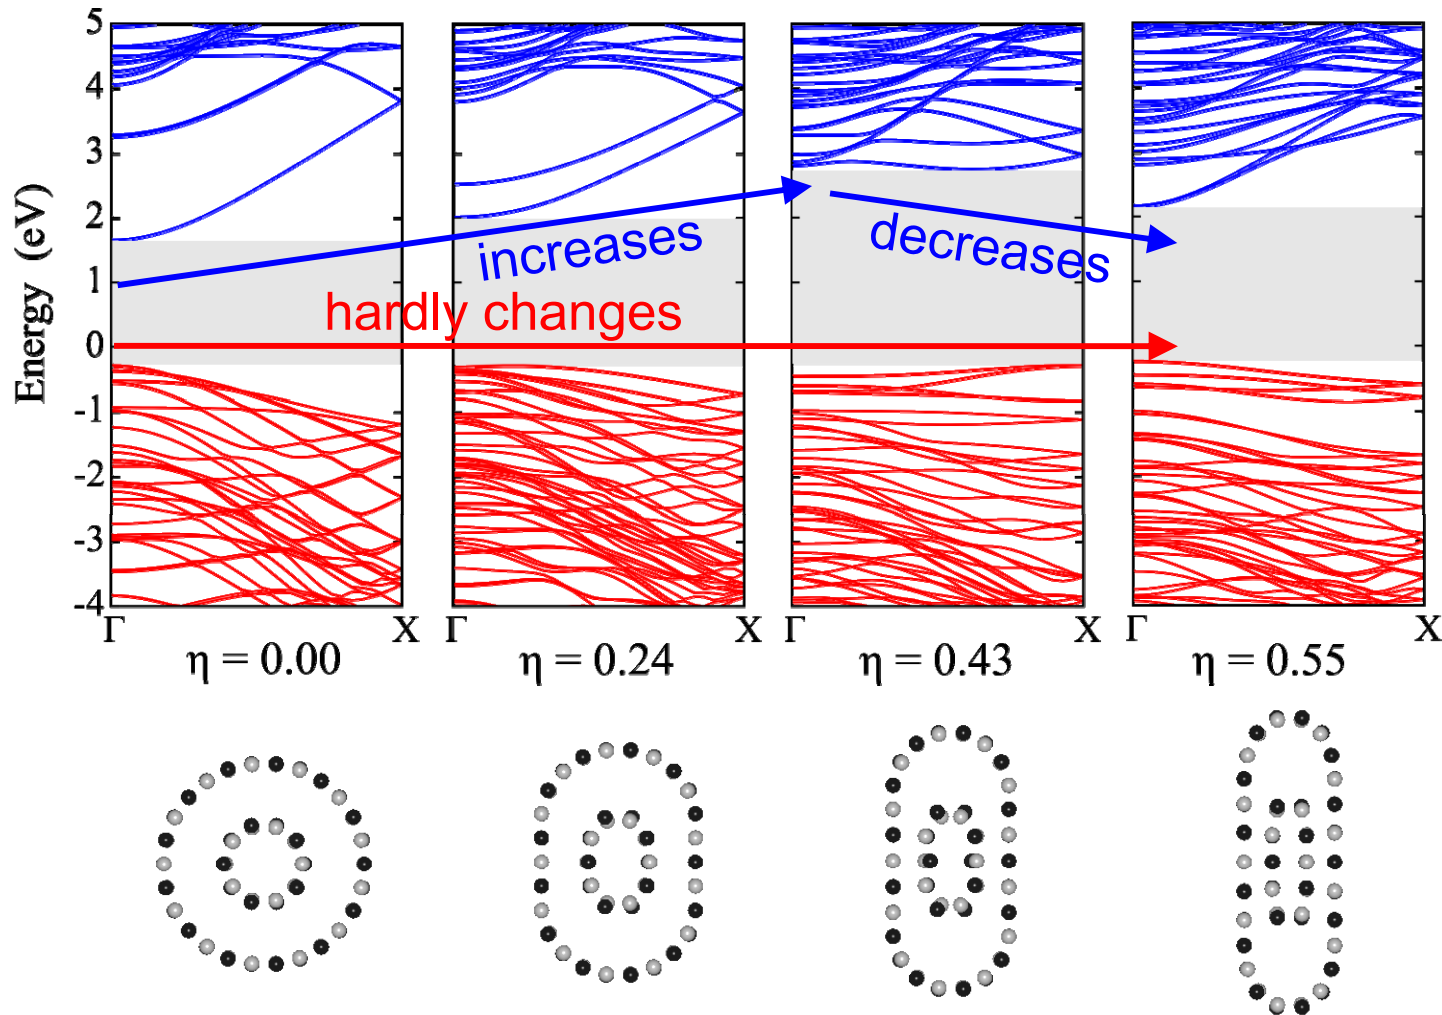 5
4
3
2
1
0
-1
-2
-3
-4
Energy (eV)
increases
decreases
hardly changes
Γ X Γ X Γ X Γ X
η = 0.00 η = 0.24 η = 0.43 η = 0.55